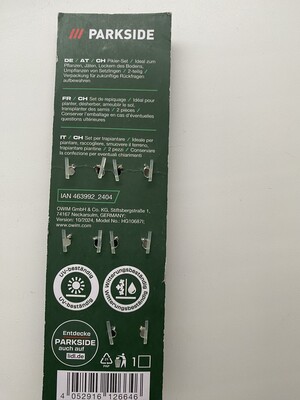 /// PARKSIDE
DE / AT / CH Pikier-Set / Ideal zum
Pflanzen, Jäten, Lockern des Bodens,
Umpflanzen von Setzlingen / 2-teilig /
Verpackung für zukünftige Rückfragen
aufbewahren
FR / CH Set de repiquage / Idéal pour
planter, désherber, ameublir le sol,
transplanter des semis / 2 pièces /
Conserver l'emballage en cas d'éventuelles
questions ultérieures
IT / CH Set per trapiantare / Ideale per
piantare, raccogliere, smuovere il terreno,
trapiantare piantine / 2 pezzi / Conservare
la confezione per eventuali chiarimenti
IAN 463992_2404
OWIM GmbH & Co. KG, Stiftsbergstraße 1,
74167 Neckarsulm, GERMANY
Version: 10/2024, Model No.: HG10687
www.owim.com
UV-beständig
UV-beständig
Witterungsbeständig
Witterungsbeständig
Entdecke
PARKSIDE
auch auf
lidl.de
PAP
1
4 052916 126646